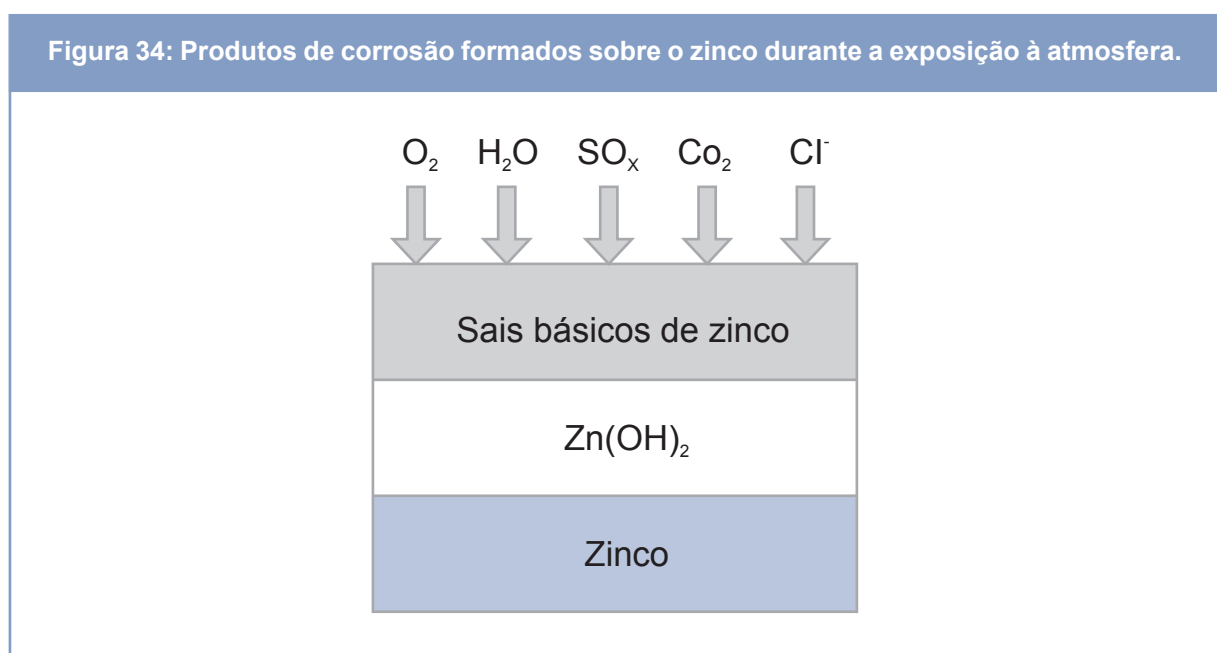 Figura 34: Produtos de corrosão formados sobre o zinco durante a exposição à atmosfera.
O₂ H₂O SOₓ Co₂ Cl⁻
Sais básicos de zinco
Zn(OH)₂
Zinco